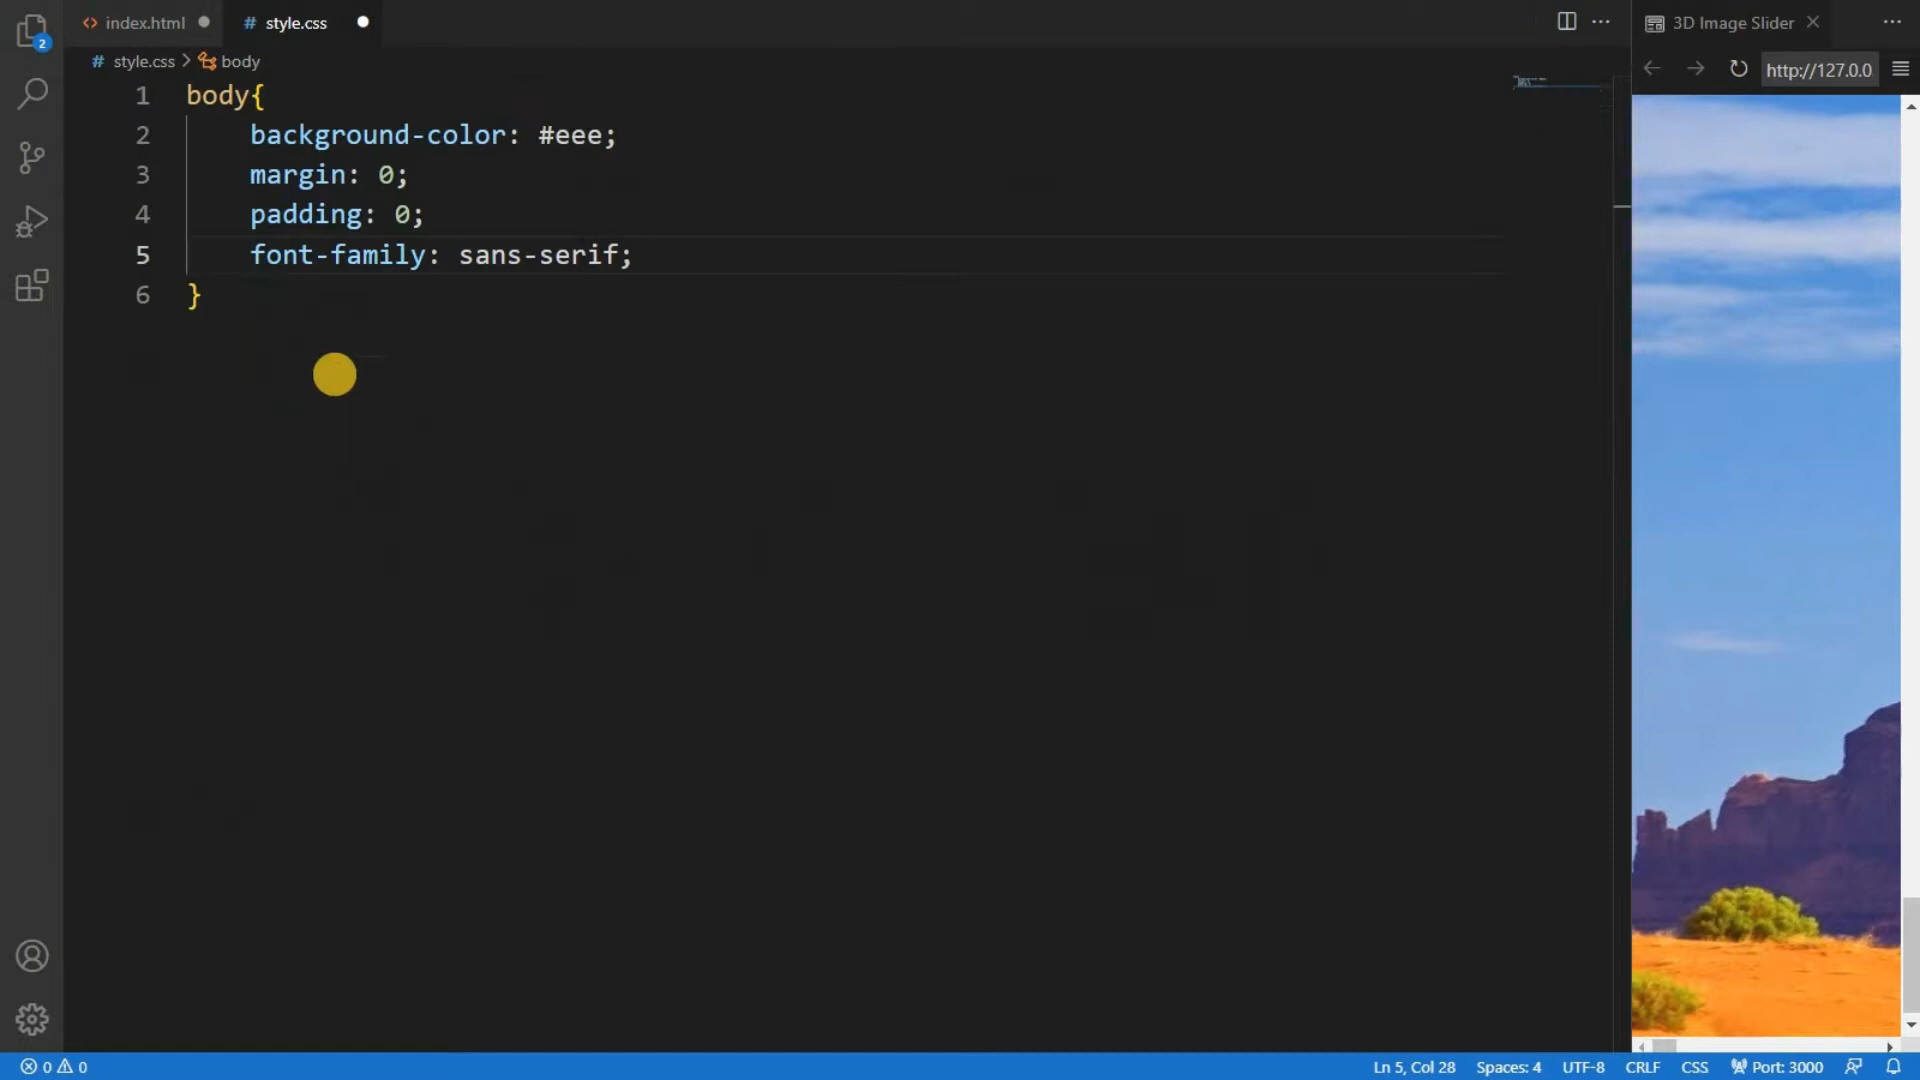 index.html
# style.css
3D Image Slider
# style.css > body
http://127.0.0
2
1 body{
2 background-color: #eee;
3 margin: 0;
4 padding: 0;
5 font-family: sans-serif;
6 }
0 0
Ln 5, Col 28 Spaces: 4 UTF-8 CRLF CSS Port: 3000